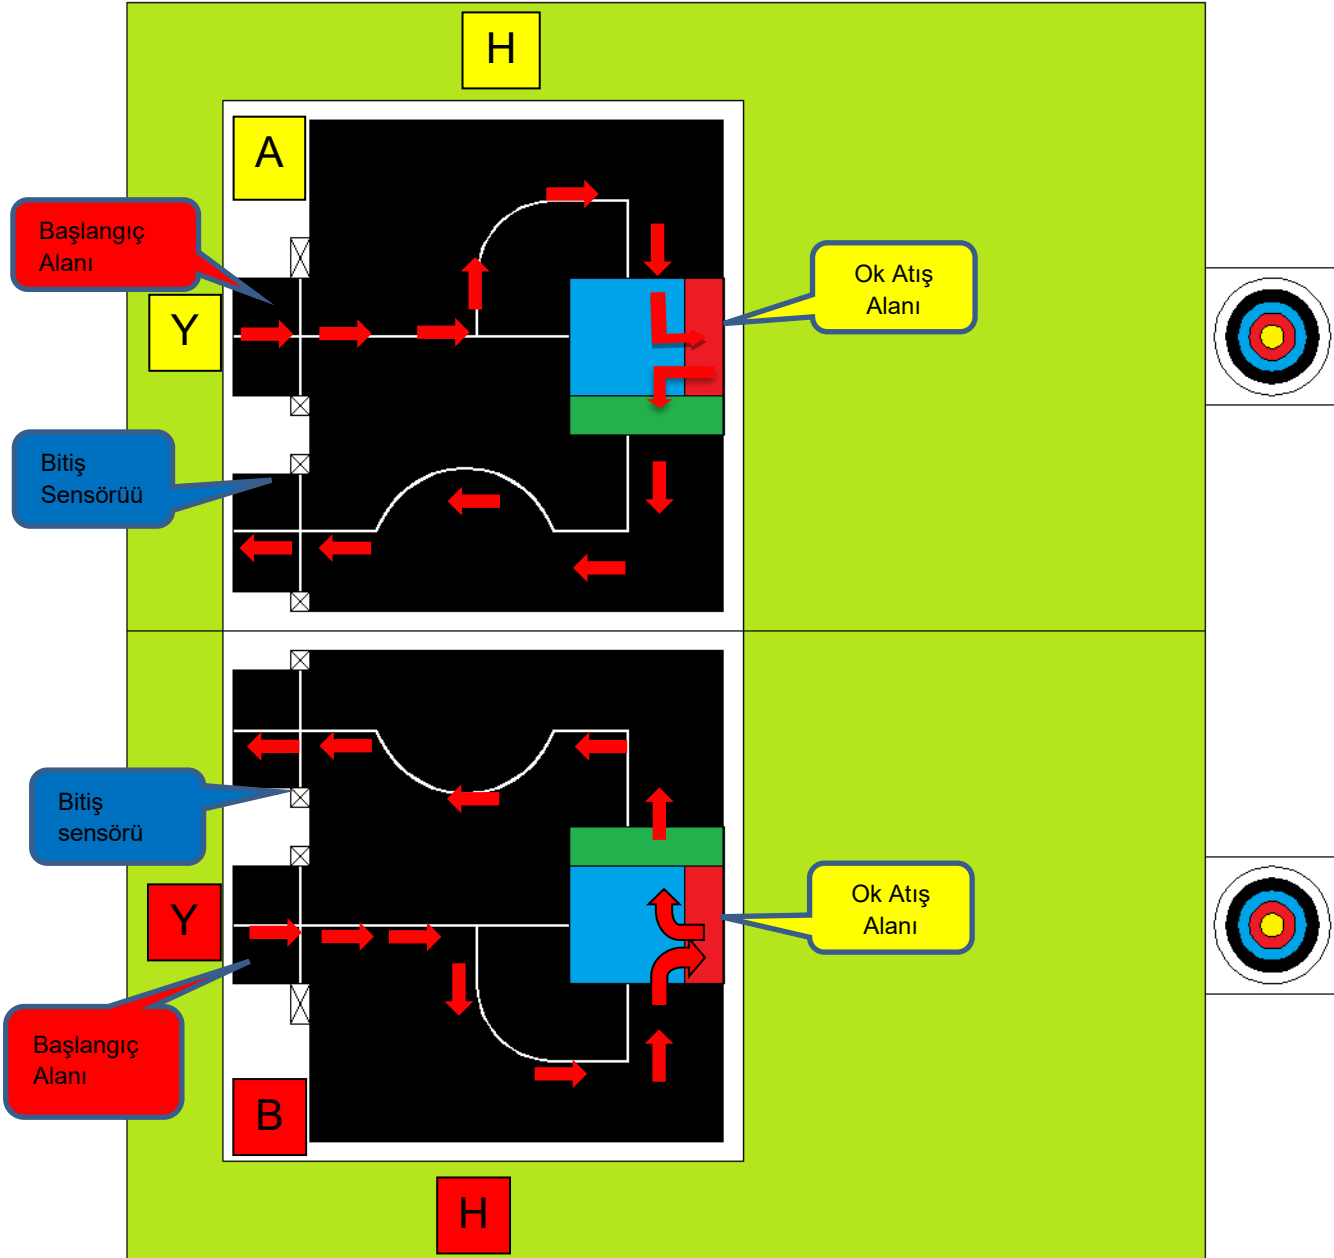 H
A
Başlangıç
Alanı
Ok Atış
Alanı
Y
Bitiş
Sensörüü
Bitiş
sensörü
Ok Atış
Alanı
Y
Başlangıç
Alanı
B
H